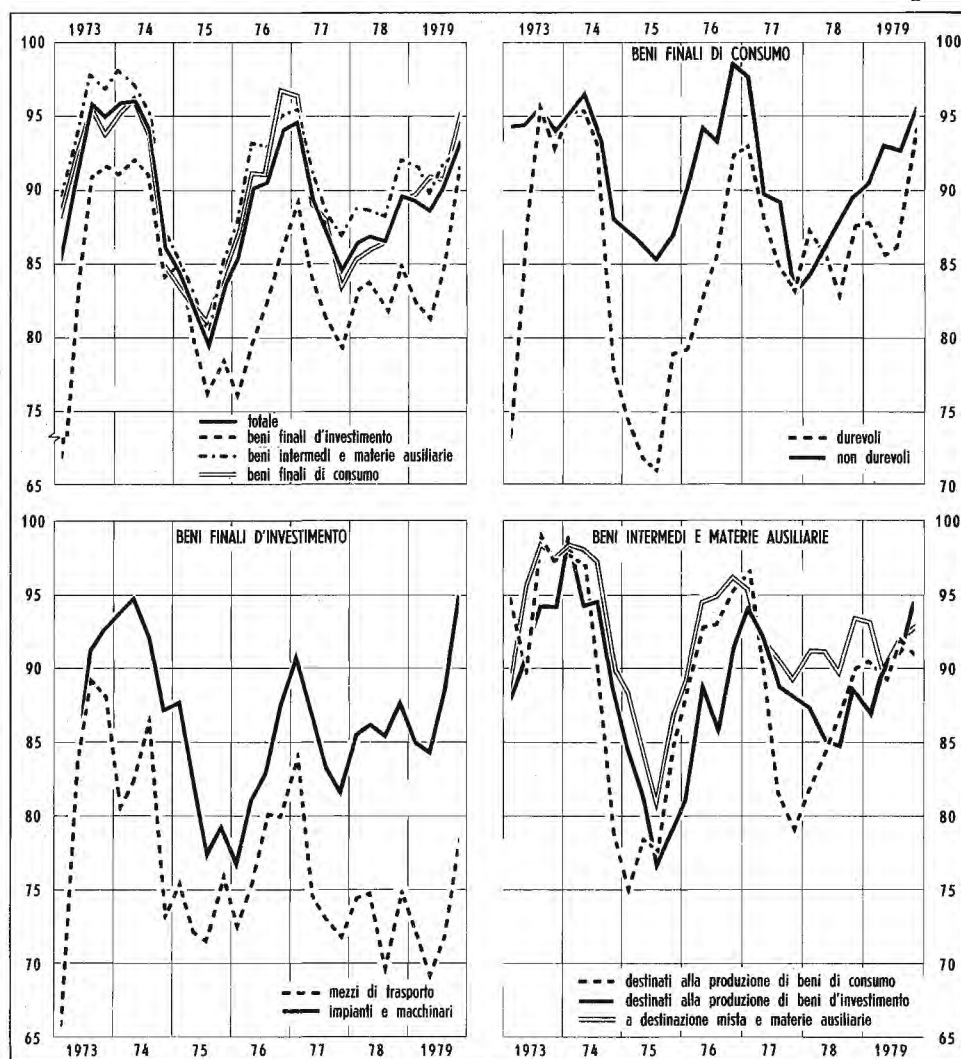 1973 74 75 76 77 78 1979
1973 74 75 76 77 78 1979
100
95
90
85
80
75
65
totale
beni finali d'investimento
beni intermedi e materie ausiliarie
beni finali di consumo
BENI FINALI DI CONSUMO
100
95
90
85
80
75
70
durevoli
non durevoli
100
95
90
85
80
75
70
65
BENI FINALI D'INVESTIMENTO
mezzi di trasporto
impianti e macchinari
BENI INTERMEDI E MATERIE AUSILIARIE
100
95
90
85
80
75
70
65
destinati alla produzione di beni di consumo
destinati alla produzione di beni d'investimento
a destinazione mista e materie ausiliarie
1973 74 75 76 77 78 1979
1973 74 75 76 77 78 1979